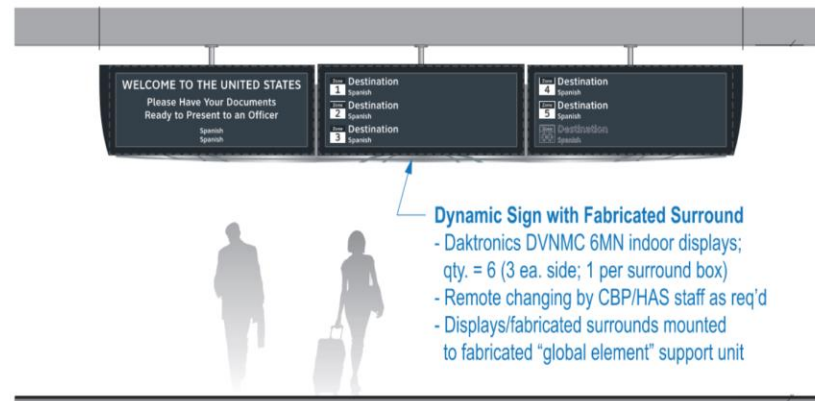 WELCOME TO THE UNITED STATES
Please Have Your Documents
Ready to Present to an Officer
Spanish
Spanish
Zone
1
Destination
Spanish
Zone
2
Destination
Spanish
Zone
3
Destination
Spanish
Zone
4
Destination
Spanish
Zone
5
Destination
Spanish
Zone
Destination
Spanish
Dynamic Sign with Fabricated Surround
- Daktronics DVNMC 6MN indoor displays;
qty. = 6 (3 ea. side; 1 per surround box)
- Remote changing by CBP/HAS staff as req’d
- Displays/fabricated surrounds mounted
to fabricated “global element” support unit